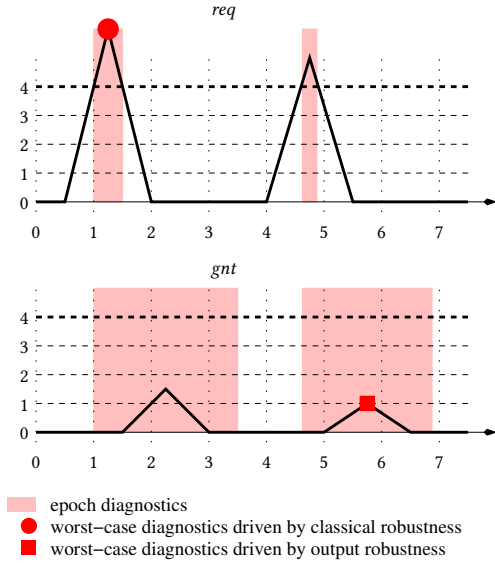 req
4
3
2
1
0
0 1 2 3 4 5 6 7
gnt
4
3
2
1
0
0 1 2 3 4 5 6 7
epoch diagnostics
worst−case diagnostics driven by classical robustness
worst−case diagnostics driven by output robustness